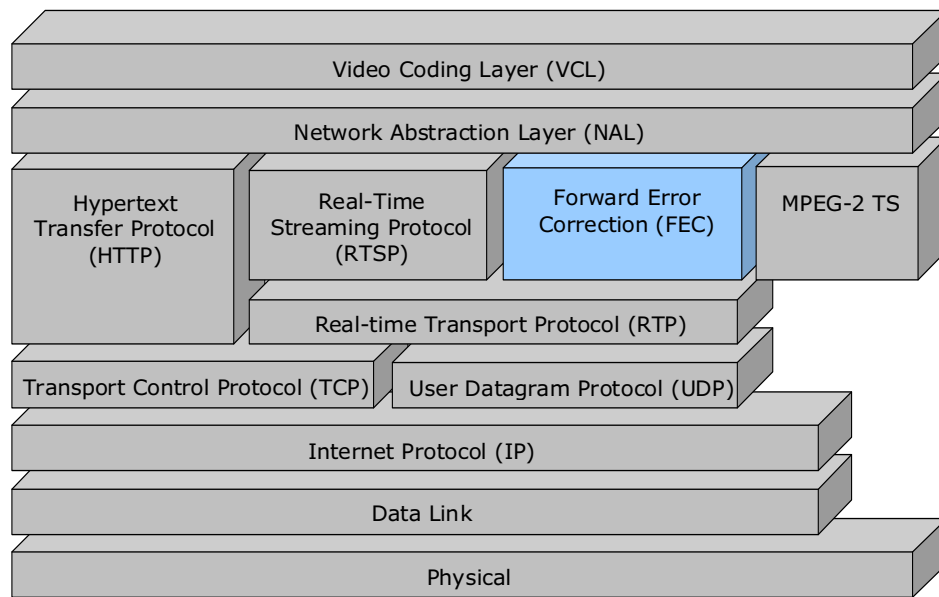 Video Coding Layer (VCL)
Network Abstraction Layer (NAL)
Hypertext
Transfer Protocol
(HTTP)
Real-Time
Streaming Protocol
(RTSP)
Forward Error
Correction (FEC)
MPEG-2 TS
Real-time Transport Protocol (RTP)
Transport Control Protocol (TCP)
User Datagram Protocol (UDP)
Internet Protocol (IP)
Data Link
Physical